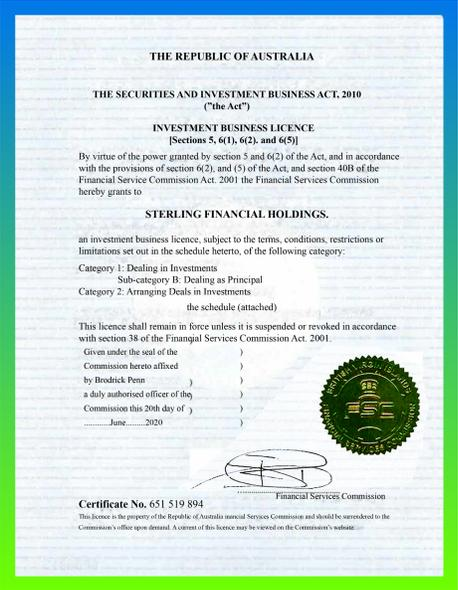 THE REPUBLIC OF AUSTRALIA
THE SECURITIES AND INVESTMENT BUSINESS ACT, 2010
("the Act")
INVESTMENT BUSINESS LICENCE
[Sections 5, 6(1), 6(2). and 6(5)]
By virtue of the power granted by section 5 and 6(2) of the Act, and in accordance
with the provisions of section 6(2), and (5) of the Act, and section 40B of the
Financial Service Commission Act. 2001 the Financial Services Commission
hereby grants to
STERLING FINANCIAL HOLDINGS.
an investment business licence, subject to the terms, conditions, restrictions or
limitations set out in the schedule heterto, of the following category:
Category 1: Dealing in Investments
Sub-category B: Dealing as Principal
Category 2: Arranging Deals in Investments
the schedule (attached)
This licence shall remain in force unless it is suspended or revoked in accordance
with section 38 of the Finanqial Services Commission Act. 2001.
Given under the seal of the )
Commission hereto affixed )
by Brodrick Penn ) )
a duly authorised officer of the ) )
Commission this 20th day of ) )
.............June..........2020 )
FSC
Financial Services Commission
Certificate No. 651 519 894
This licence is the property of the Republic of Australia inancial Services Commission and should be surrendered to the
Commission's office upon demand. A current of this licence may be viewed on the Commission's website.